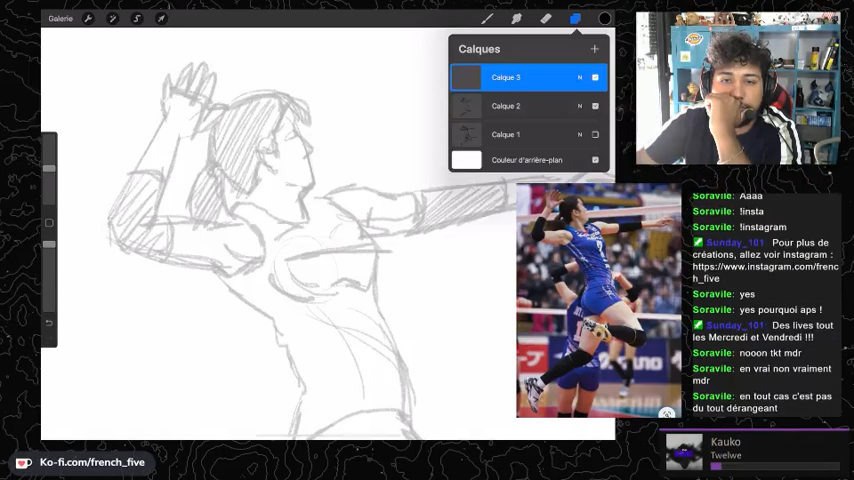 Galerie
Calques
Calque 3
N
Calque 2
N
Calque 1
N
Couleur d'arrière-plan
Soravile: Aaaa
Soravile: !insta
Soravile: !instagram
Sunday_101: Pour plus de
créations, allez voir instagram :
https://www.instagram.com/frenc
h_five
Soravile: yes
Soravile: yes pourquoi aps !
Sunday_101: Des lives tout
les Mercredi et Vendredi !!!
Soravile: nooon tkt mdr
Soravile: en vrai non vraiment
mdr
Soravile: en tout cas c'est pas
du tout dérangeant
Kauko
Twelwe
Ko-fi.com/french_five